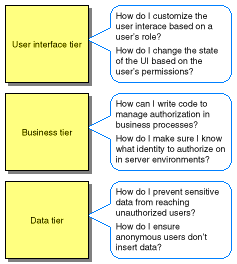 User interface tier
How do I customize the
user interace based on a
user's role?
How do I change the state
of the UI based on the
user's permissions?
Business tier
How can I write code to
manage authorization in
business processes?
How do I make sure I know
what identity to authorize on
in server environments?
Data tier
How do I prevent sensitive
data from reaching
unauthorized users?
How do I ensure
anonymous users don't
insert data?